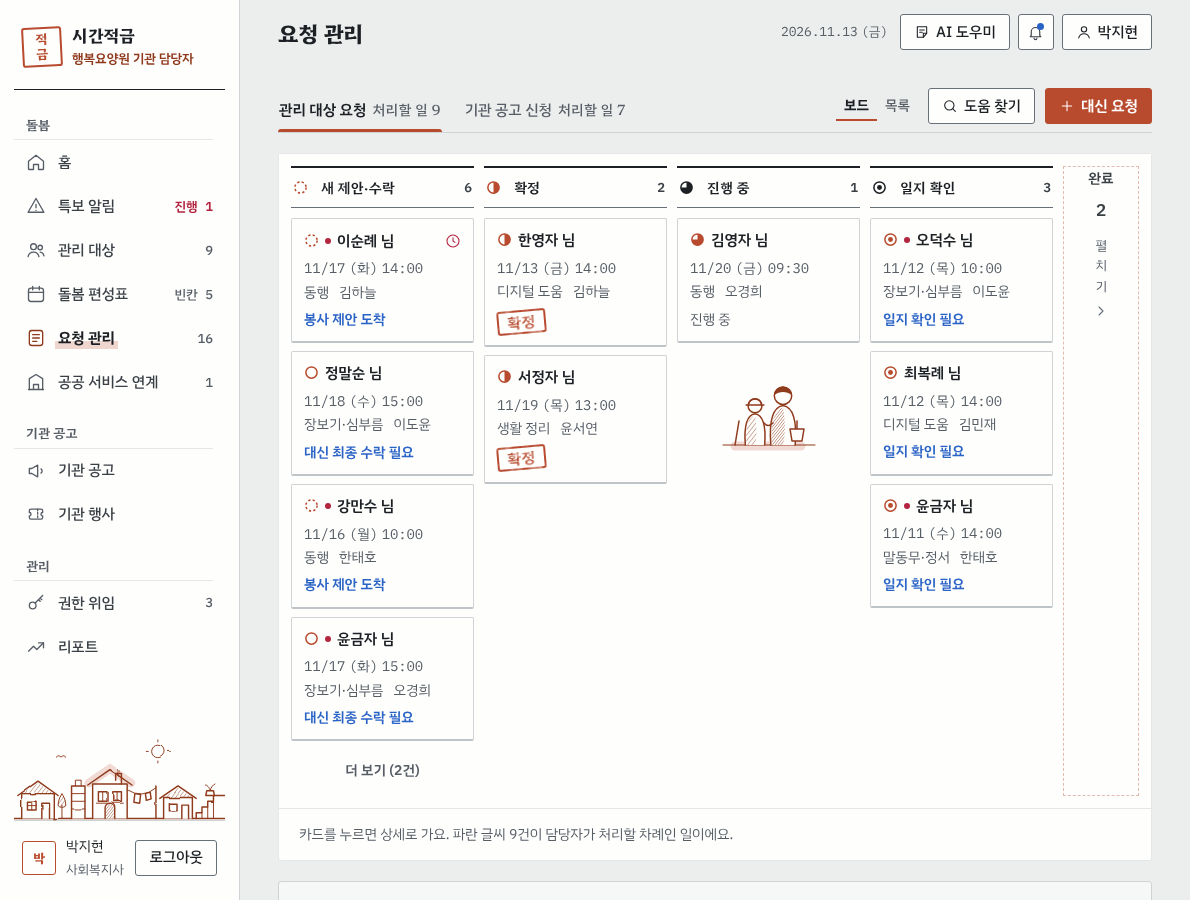 적금
시간적금
행복요양원 기관 담당자
돌봄
홈
특보 알림 진행 1
관리 대상 9
돌봄 편성표 빈칸 5
요청 관리 16
공공 서비스 연계 1
기관 공고
기관 공고
기관 행사
관리
권한 위임 3
리포트
박
박지현
사회복지사
로그아웃
요청 관리
2026.11.13 (금)
AI 도우미
박지현
관리 대상 요청 처리할 일 9
기관 공고 신청 처리할 일 7
보드
목록
도움 찾기
대신 요청
새 제안·수락 6
이순례 님
11/17 (화) 14:00
동행 김하늘
봉사 제안 도착
정말순 님
11/18 (수) 15:00
장보기·심부름 이도윤
대신 최종 수락 필요
강만수 님
11/16 (월) 10:00
동행 한태호
봉사 제안 도착
윤금자 님
11/17 (화) 15:00
장보기·심부름 오경희
대신 최종 수락 필요
더 보기 (2건)
확정 2
한영자 님
11/13 (금) 14:00
디지털 도움 김하늘
확정
서정자 님
11/19 (목) 13:00
생활 정리 윤서연
확정
진행 중 1
김영자 님
11/20 (금) 09:30
동행 오경희
진행 중
일지 확인 3
오덕수 님
11/12 (목) 10:00
장보기·심부름 이도윤
일지 확인 필요
최복례 님
11/12 (목) 14:00
디지털 도움 김민재
일지 확인 필요
윤금자 님
11/11 (수) 14:00
말동무·정서 한태호
일지 확인 필요
완료
2
펼치기
카드를 누르면 상세로 가요. 파란 글씨 9건이 담당자가 처리할 차례인 일이에요.